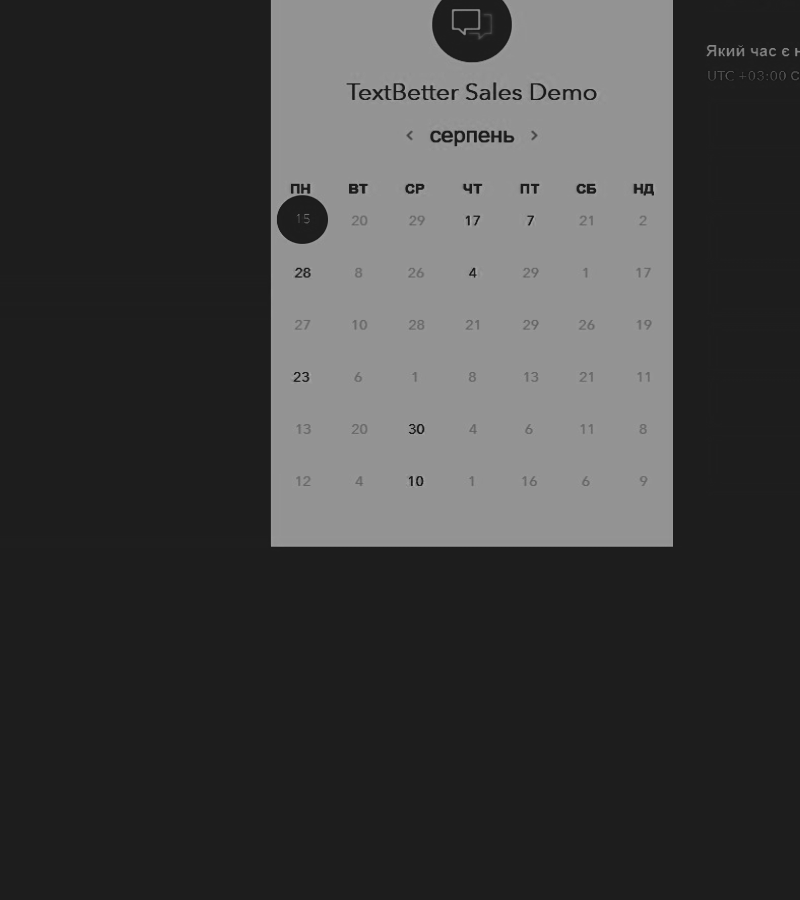 TextBetter Sales Demo
‹ серпень ›
ПН ВТ СР ЧТ ПТ СБ НД
15 20 29 17 7 21 2
28 8 26 4 29 1 17
27 10 28 21 29 26 19
23 6 1 8 13 21 11
13 20 30 4 6 11 8
12 4 10 1 16 6 9
Який час є
UTC +03:00